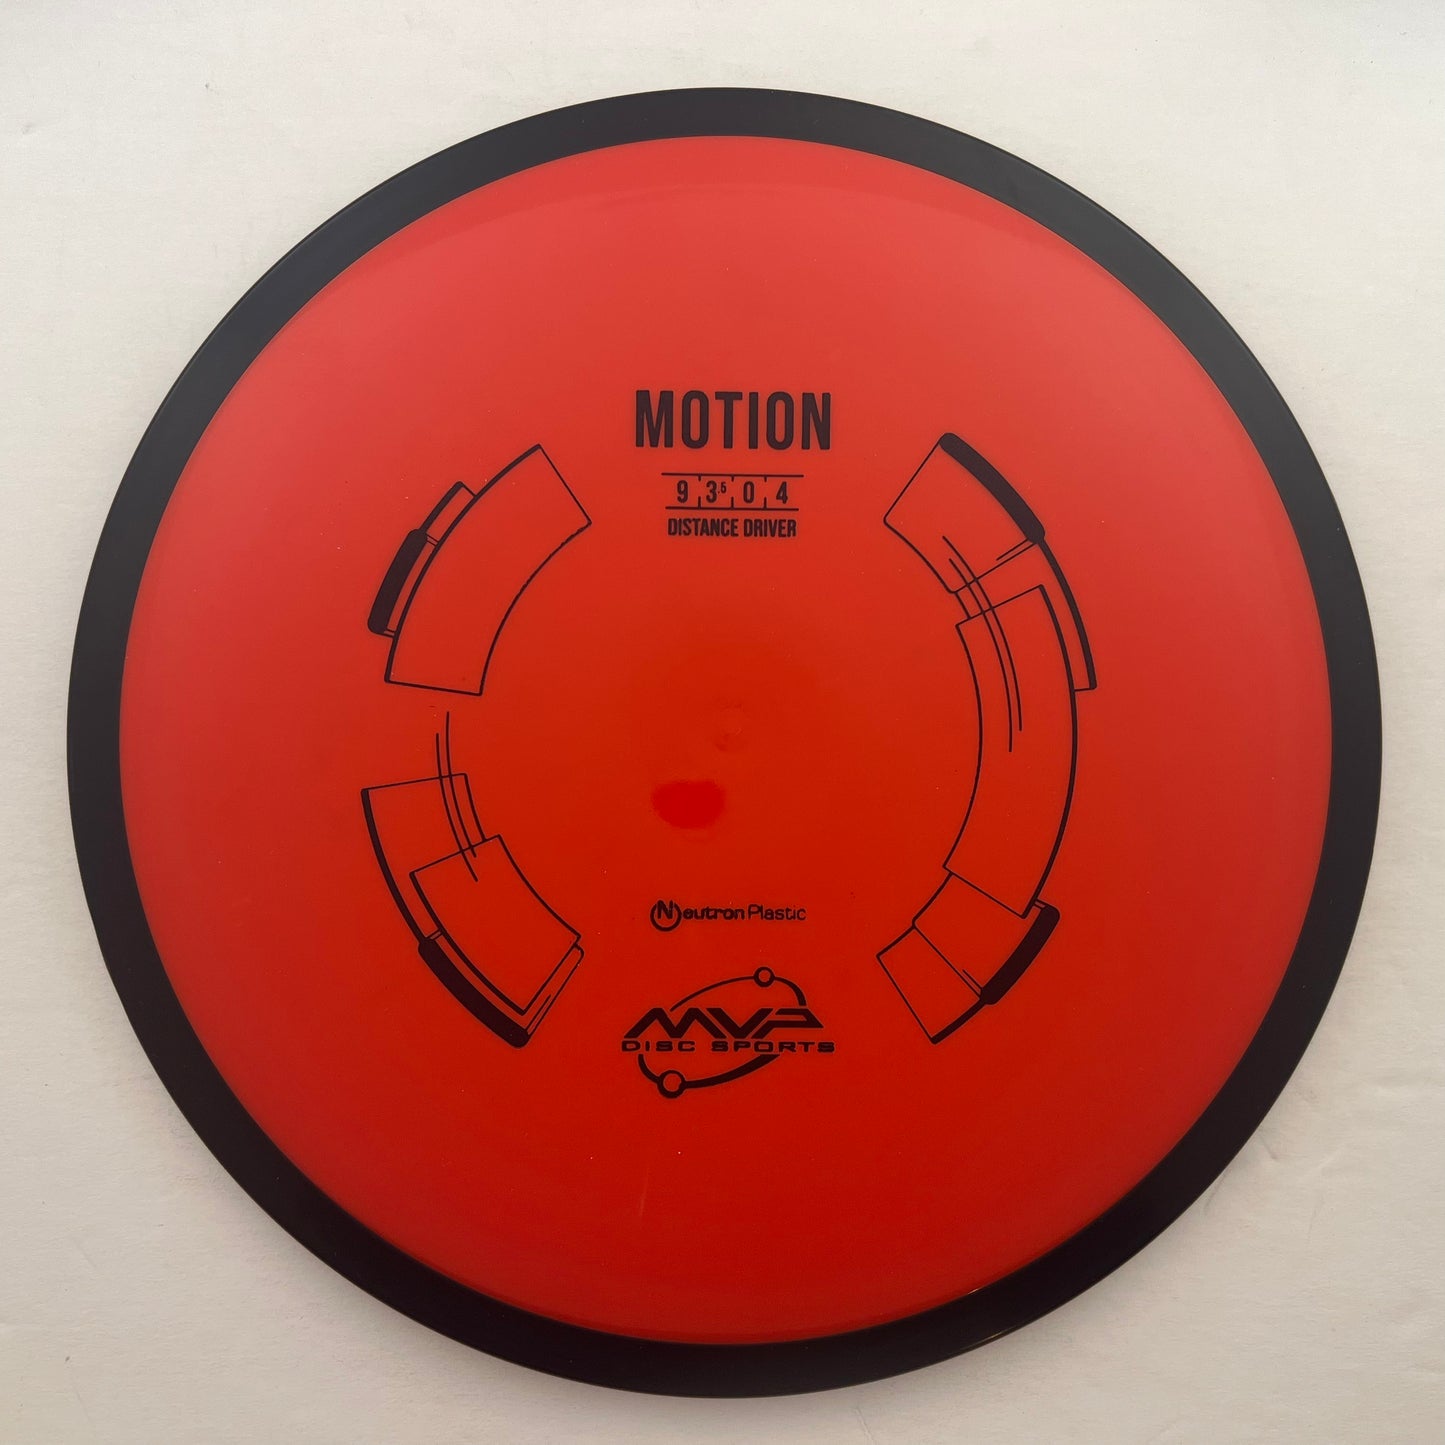 MOTION
9 3.5 0 4
DISTANCE DRIVER
Neutron Plastic
MVP
DISC SPORTS